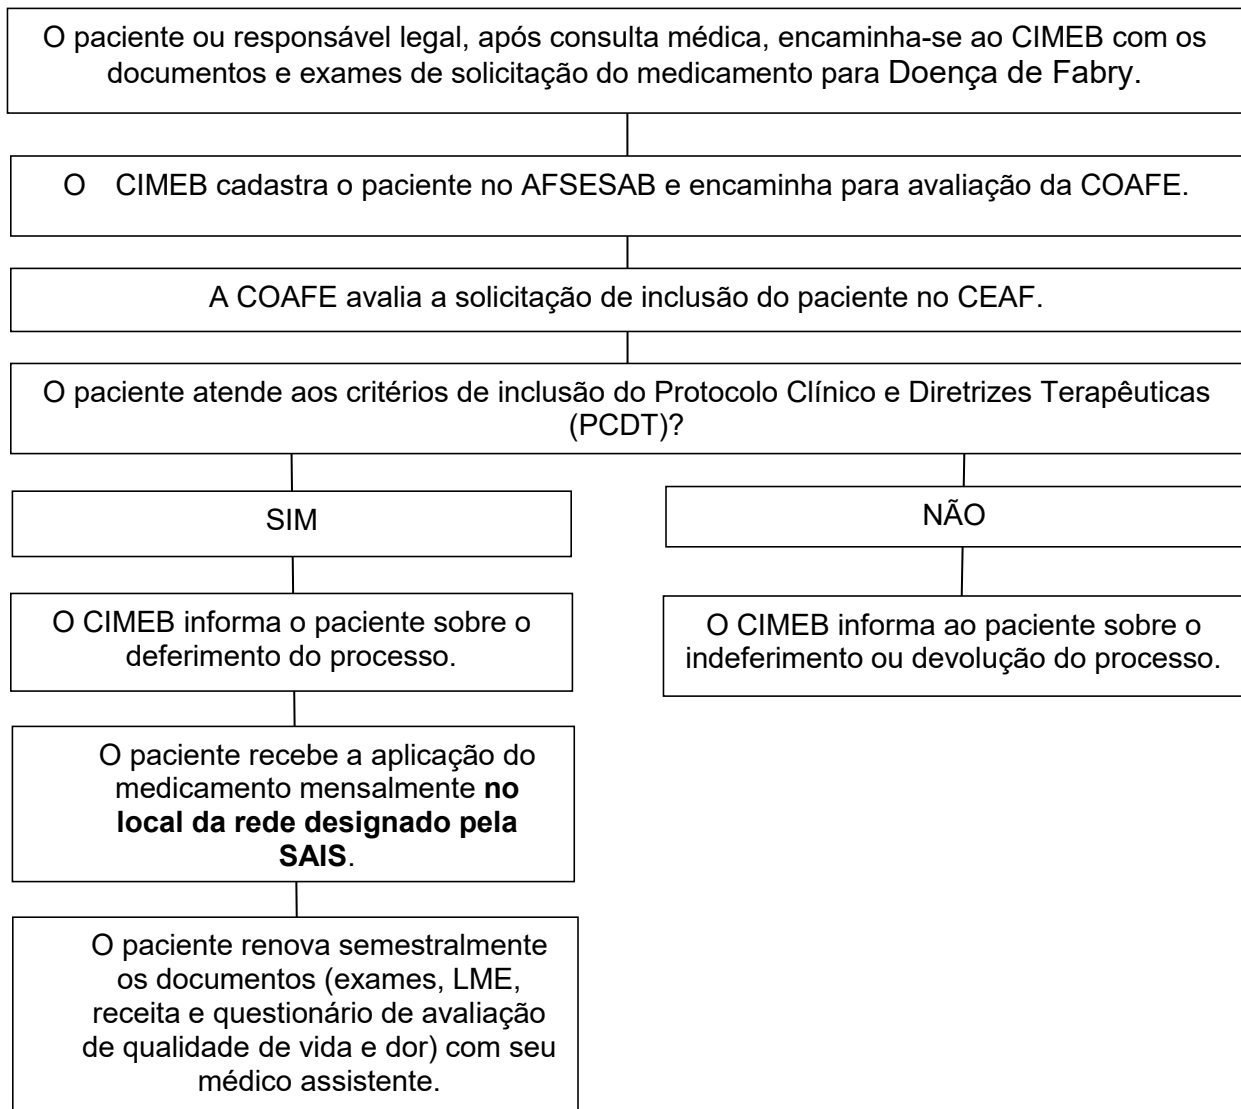 O paciente ou responsável legal, após consulta médica, encaminha-se ao CIMEB com os
documentos e exames de solicitação do medicamento para Doença de Fabry.
O CIMEB cadastra o paciente no AFSESAB e encaminha para avaliação da COAFE.
A COAFE avalia a solicitação de inclusão do paciente no CEAF.
O paciente atende aos critérios de inclusão do Protocolo Clínico e Diretrizes Terapêuticas
(PCDT)?
SIM
NÃO
O CIMEB informa o paciente sobre o
deferimento do processo.
O CIMEB informa ao paciente sobre o
indeferimento ou devolução do processo.
O paciente recebe a aplicação do
medicamento mensalmente no
local da rede designado pela
SAIS.
O paciente renova semestralmente
os documentos (exames, LME,
receita e questionário de avaliação
de qualidade de vida e dor) com seu
médico assistente.